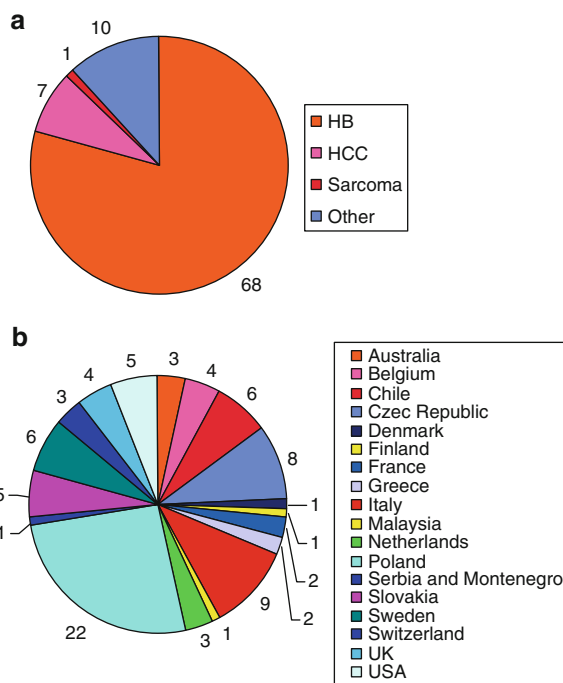 a
10
1
7
68
HB
HCC
Sarcoma
Other
b
5
3
4
4
3
6
6
8
5
1
1
1
2
2
22
3
1
9
Australia
Belgium
Chile
Czec Republic
Denmark
Finland
France
Greece
Italy
Malaysia
Netherlands
Poland
Serbia and Montenegro
Slovakia
Sweden
Switzerland
UK
USA